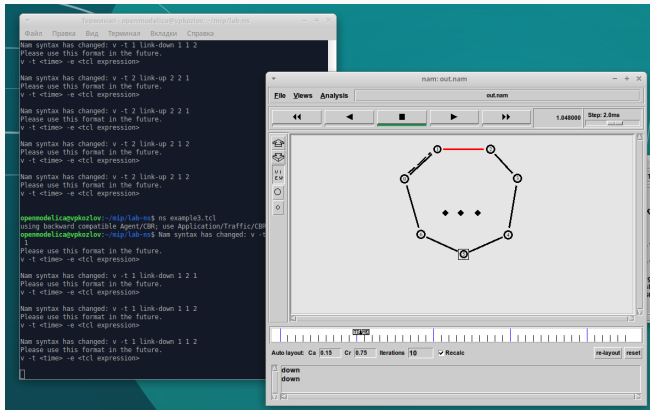 Терминал - openmodelica@vpkozlov:~/mip/lab-ns
Файл Правка Вид Терминал Вкладки Справка
Nam syntax has changed: v -t 1 link-down 1 1 2
Please use this format in the future.
v -t <time> -e <tcl expression>
Nam syntax has changed: v -t 2 link-up 2 2 1
Please use this format in the future.
v -t <time> -e <tcl expression>
Nam syntax has changed: v -t 2 link-up 2 2 1
Please use this format in the future.
v -t <time> -e <tcl expression>
Nam syntax has changed: v -t 2 link-up 2 1 2
Please use this format in the future.
v -t <time> -e <tcl expression>
Nam syntax has changed: v -t 2 link-up 2 1 2
Please use this format in the future.
v -t <time> -e <tcl expression>
openmodelica@vpkozlov:~/mip/lab-ns$ ns example3.tcl
using backward compatible Agent/CBR; use Application/Traffic/CBR
openmodelica@vpkozlov:~/mip/lab-ns$ Nam syntax has changed: v -t
1
Please use this format in the future.
v -t <time> -e <tcl expression>
Nam syntax has changed: v -t 1 link-down 1 2 1
Please use this format in the future.
v -t <time> -e <tcl expression>
Nam syntax has changed: v -t 1 link-down 1 1 2
Please use this format in the future.
v -t <time> -e <tcl expression>
Nam syntax has changed: v -t 1 link-down 1 1 2
Please use this format in the future.
v -t <time> -e <tcl expression>
nam: out.nam
File Views Analysis
out.nam
1.048000
Step: 2.0ms
VI
EW
Auto layout: Ca 0.15 Cr 0.75 Iterations 10 Recalc re-layout reset
down
down